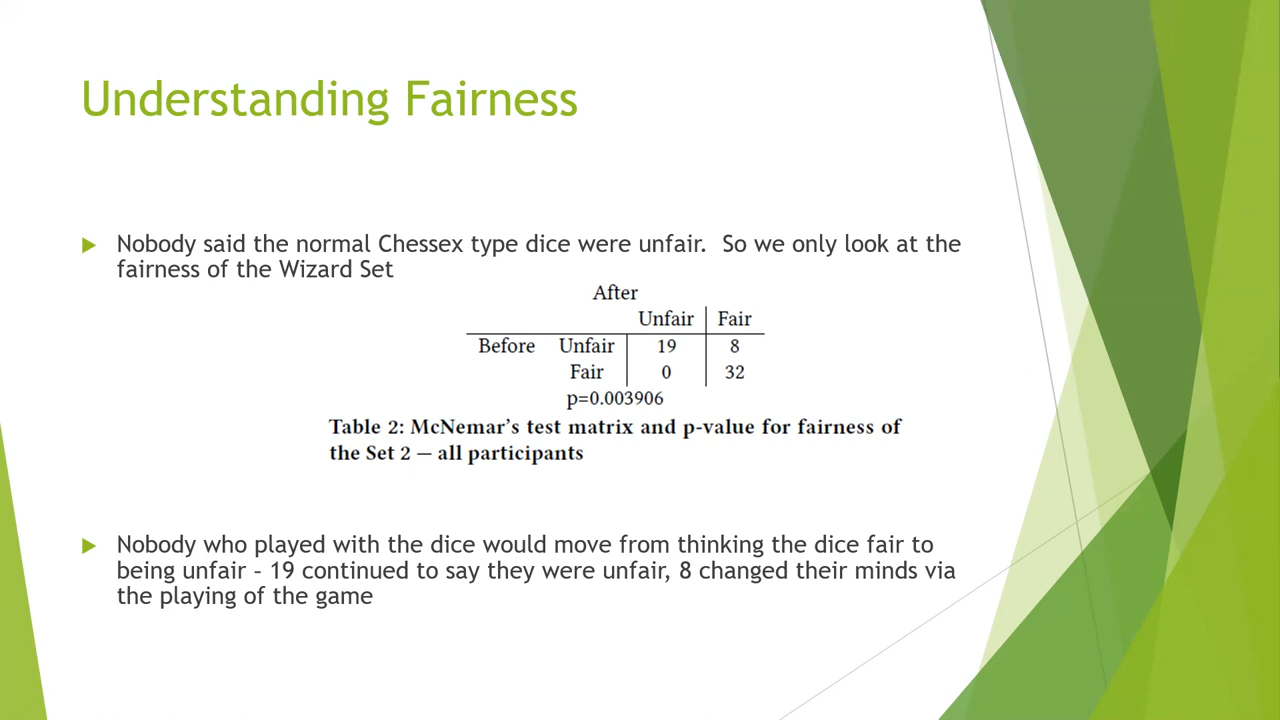 Understanding Fairness
Nobody said the normal Chessex type dice were unfair.  So we only look at the
fairness of the Wizard Set
After
Unfair Fair
Before Unfair 19 8
Fair 0 32
p=0.003906
Table 2: McNemar's test matrix and p-value for fairness of
the Set 2 — all participants
Nobody who played with the dice would move from thinking the dice fair to
being unfair – 19 continued to say they were unfair, 8 changed their minds via
the playing of the game